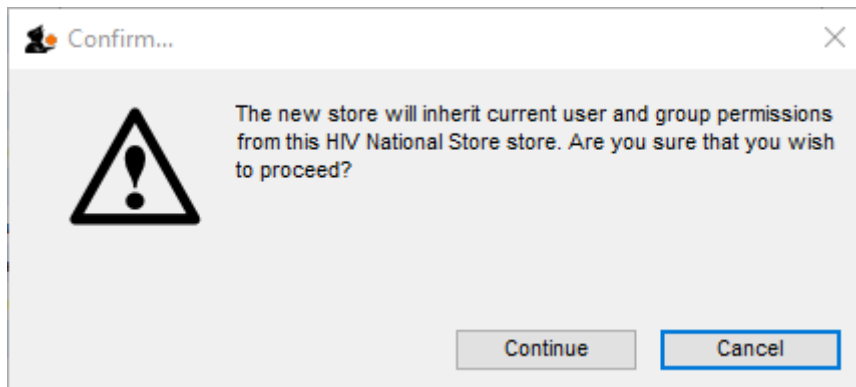 Confirm...
The new store will inherit current user and group permissions
from this HIV National Store store. Are you sure that you wish
to proceed?
Continue
Cancel